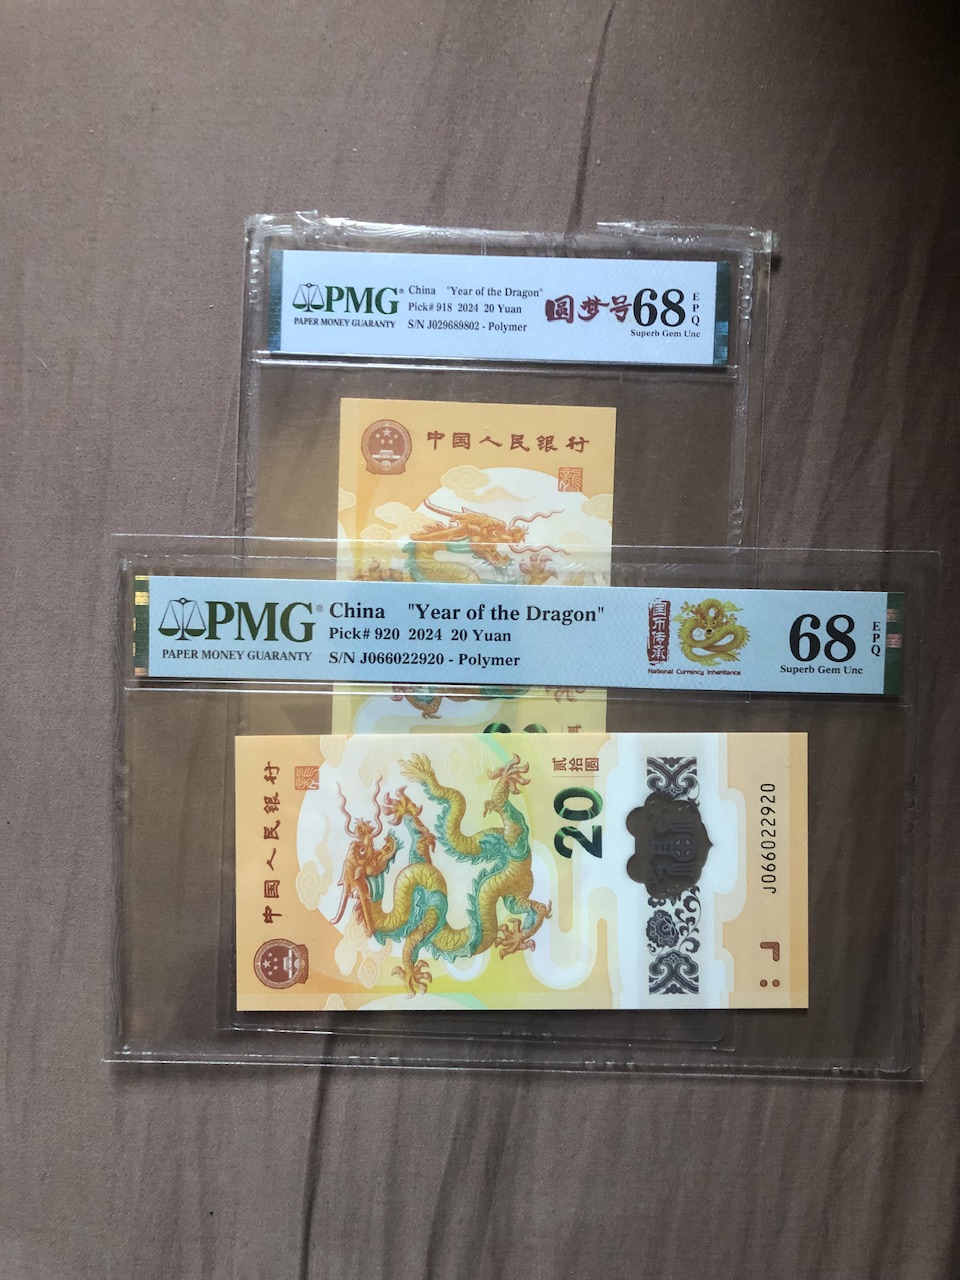 PMG®
PAPER MONEY GUARANTY
China "Year of the Dragon"
Pick# 918 2024 20 Yuan
S/N J029689802 - Polymer
圆梦号
68
EPQ
Superb Gem Unc
中国人民银行
PMG®
PAPER MONEY GUARANTY
China "Year of the Dragon"
Pick# 920 2024 20 Yuan
S/N J066022920 - Polymer
国币传承
National Currency Inheritance
68
EPQ
Superb Gem Unc
中国人民银行
贰拾圆
20
J066022920